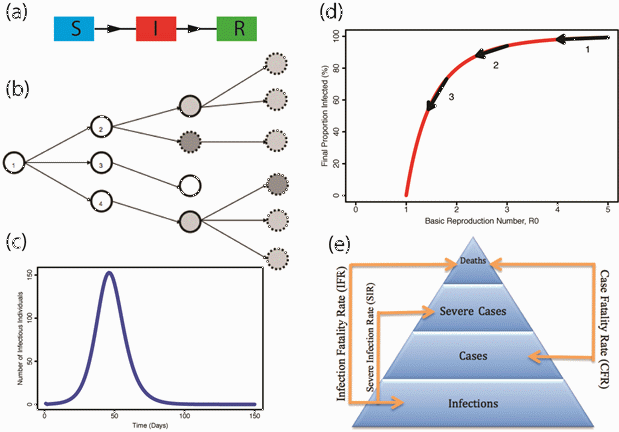 (a)
S
I
R
(b)
1
2
3
4
(c)
Number of Infectious Individuals
0
50
100
150
0
50
100
150
Time (Days)
(d)
Final Proportion Infected (%)
0
20
40
60
80
100
1
2
3
0
1
2
3
4
5
Basic Reproduction Number, R0
(e)
Deaths
Severe Cases
Cases
Infections
Infection Fatality Rate (IFR)
Severe Infection Rate (SIR)
Case Fatality
Rate (CFR)